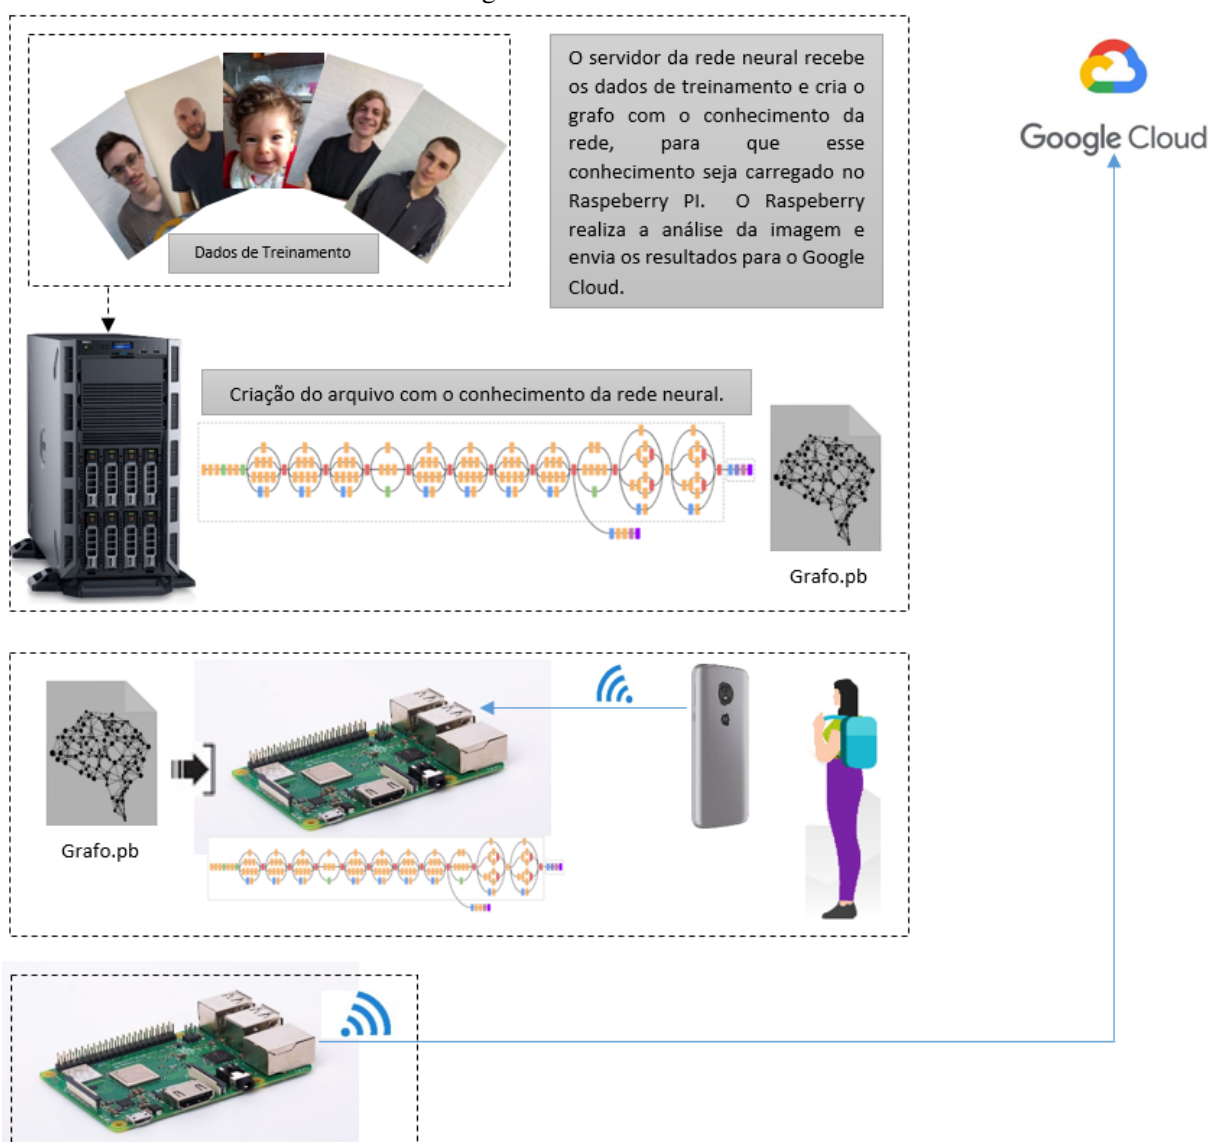 O servidor da rede neural recebe
os dados de treinamento e cria o
grafo com o conhecimento da
rede, para que esse
conhecimento seja carregado no
Raspeberry PI. O Raspeberry
realiza a análise da imagem e
envia os resultados para o Google
Cloud.
Google Cloud
Dados de Treinamento
Criação do arquivo com o conhecimento da rede neural.
Grafo.pb
Grafo.pb